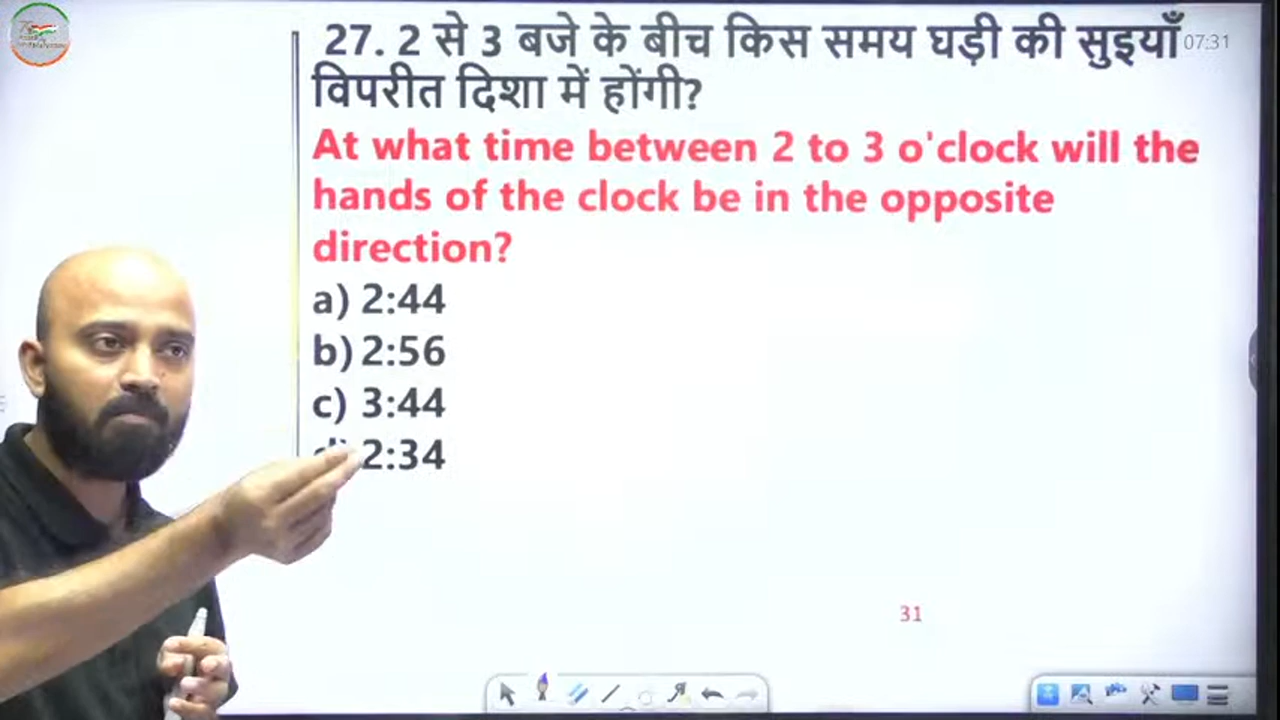 27. 2 से 3 बजे के बीच किस समय घड़ी की सुइयाँ
07:31
विपरीत दिशा में होंगी?
At what time between 2 to 3 o'clock will the
hands of the clock be in the opposite
direction?
a) 2:44
b) 2:56
c) 3:44
2:34
31